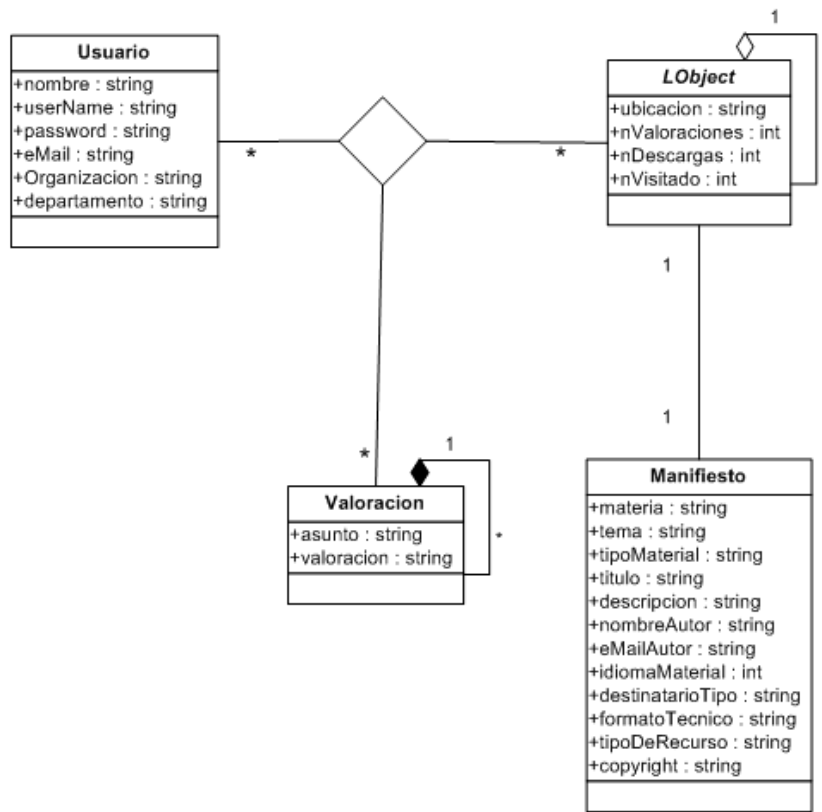 Usuario
+nombre : string
+userName : string
+password : string
+eMail : string
+Organizacion : string
+departamento : string
*
*
*
1
LObject
+ubicacion : string
+nValoraciones : int
+nDescargas : int
+nVisitado : int
1
1
Valoracion
+asunto : string
+valoracion : string
1
*
Manifiesto
+materia : string
+tema : string
+tipoMaterial : string
+titulo : string
+descripcion : string
+nombreAutor : string
+eMailAutor : string
+idiomaMaterial : int
+destinatarioTipo : string
+formatoTecnico : string
+tipoDeRecurso : string
+copyright : string